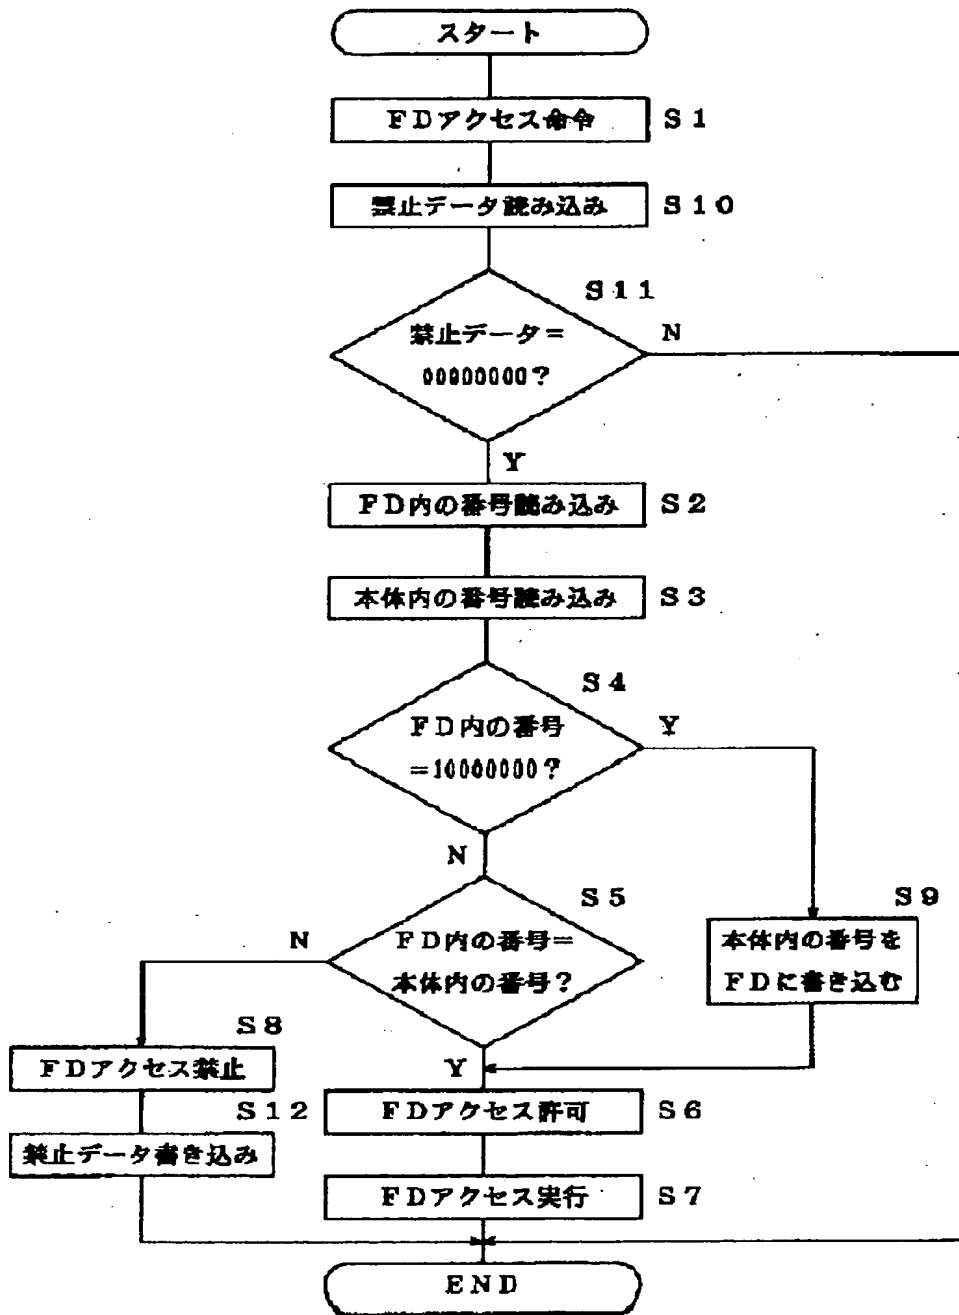 スタート
FDアクセス命令 S1
禁止データ読み込み S10
S11
禁止データ=
00000000?
N
Y
FD内の番号読み込み S2
本体内の番号読み込み S3
S4
FD内の番号
=10000000?
Y
N
S5
FD内の番号=
本体内の番号?
N
Y
S9
本体内の番号を
FDに書き込む
S8
FDアクセス禁止
S12
禁止データ書き込み
FDアクセス許可 S6
FDアクセス実行 S7
END